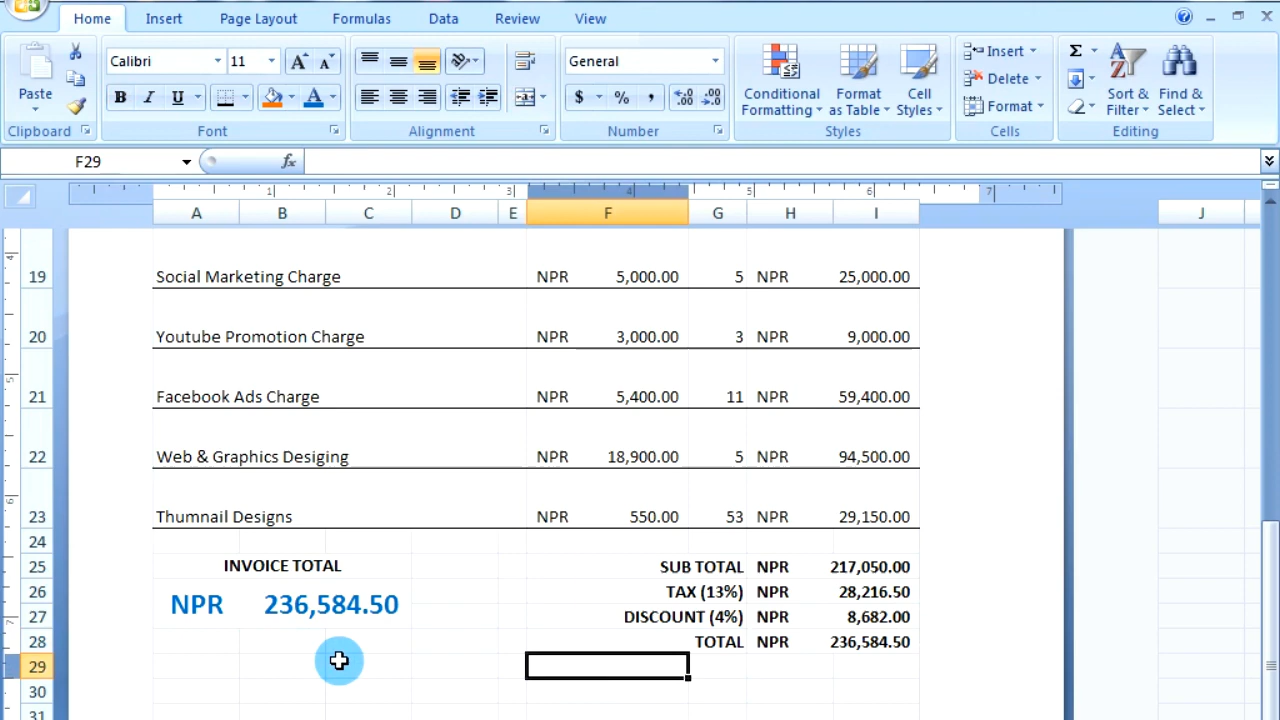 Home Insert Page Layout Formulas Data Review View
Calibri 11 General
Paste B I U $ % , Conditional Formatting Format as Table Cell Styles Insert Delete Format Σ Sort & Filter Find & Select
Clipboard Font Alignment Number Styles Cells Editing
F29 fx
1 2 3 4 5 6 7
A B C D E F G H I J
19 Social Marketing Charge NPR 5,000.00 5 NPR 25,000.00
20 Youtube Promotion Charge NPR 3,000.00 3 NPR 9,000.00
21 Facebook Ads Charge NPR 5,400.00 11 NPR 59,400.00
22 Web & Graphics Desiging NPR 18,900.00 5 NPR 94,500.00
23 Thumnail Designs NPR 550.00 53 NPR 29,150.00
24
25 INVOICE TOTAL SUB TOTAL NPR 217,050.00
26 TAX (13%) NPR 28,216.50
NPR 236,584.50
27 DISCOUNT (4%) NPR 8,682.00
28 TOTAL NPR 236,584.50
29
30
31